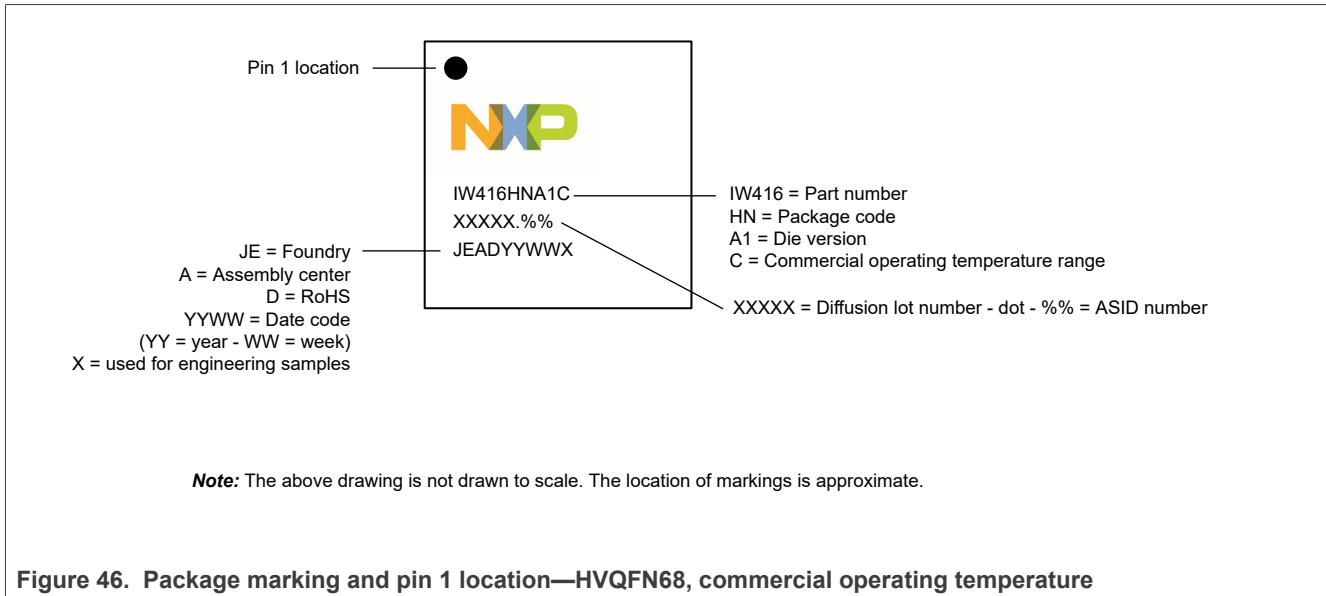 Pin 1 location
NXP
IW416HNA1C
XXXXX.%%
JEADYYWWX
IW416 = Part number
HN = Package code
A1 = Die version
C = Commercial operating temperature range
JE = Foundry
A = Assembly center
D = RoHS
YYWW = Date code
(YY = year - WW = week)
X = used for engineering samples
XXXXX = Diffusion lot number - dot - %% = ASID number
Note: The above drawing is not drawn to scale. The location of markings is approximate.
Figure 46. Package marking and pin 1 location—HVQFN68, commercial operating temperature